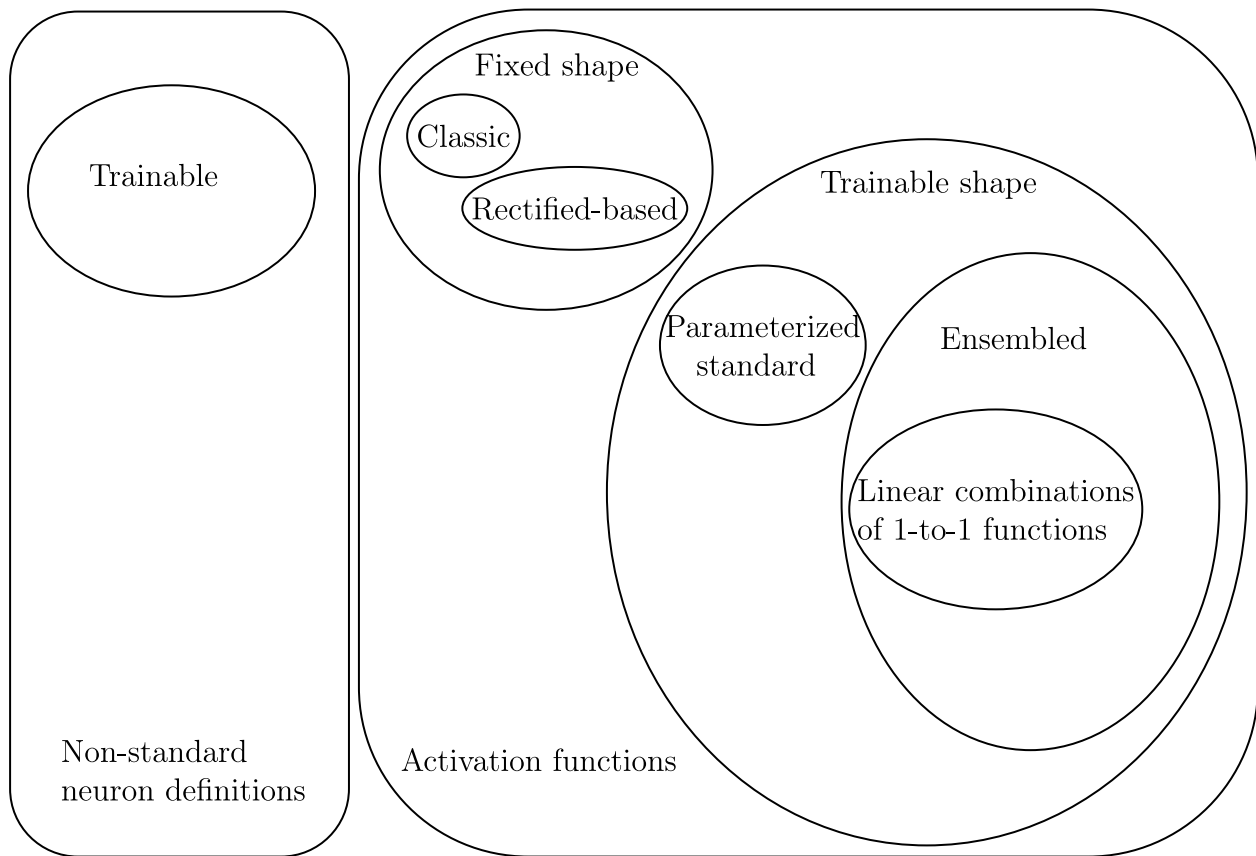 Fixed shape
Classic
Rectified-based
Trainable
Trainable shape
Parameterized
standard
Ensembled
Linear combinations
of 1-to-1 functions
Non-standard
neuron definitions
Activation functions